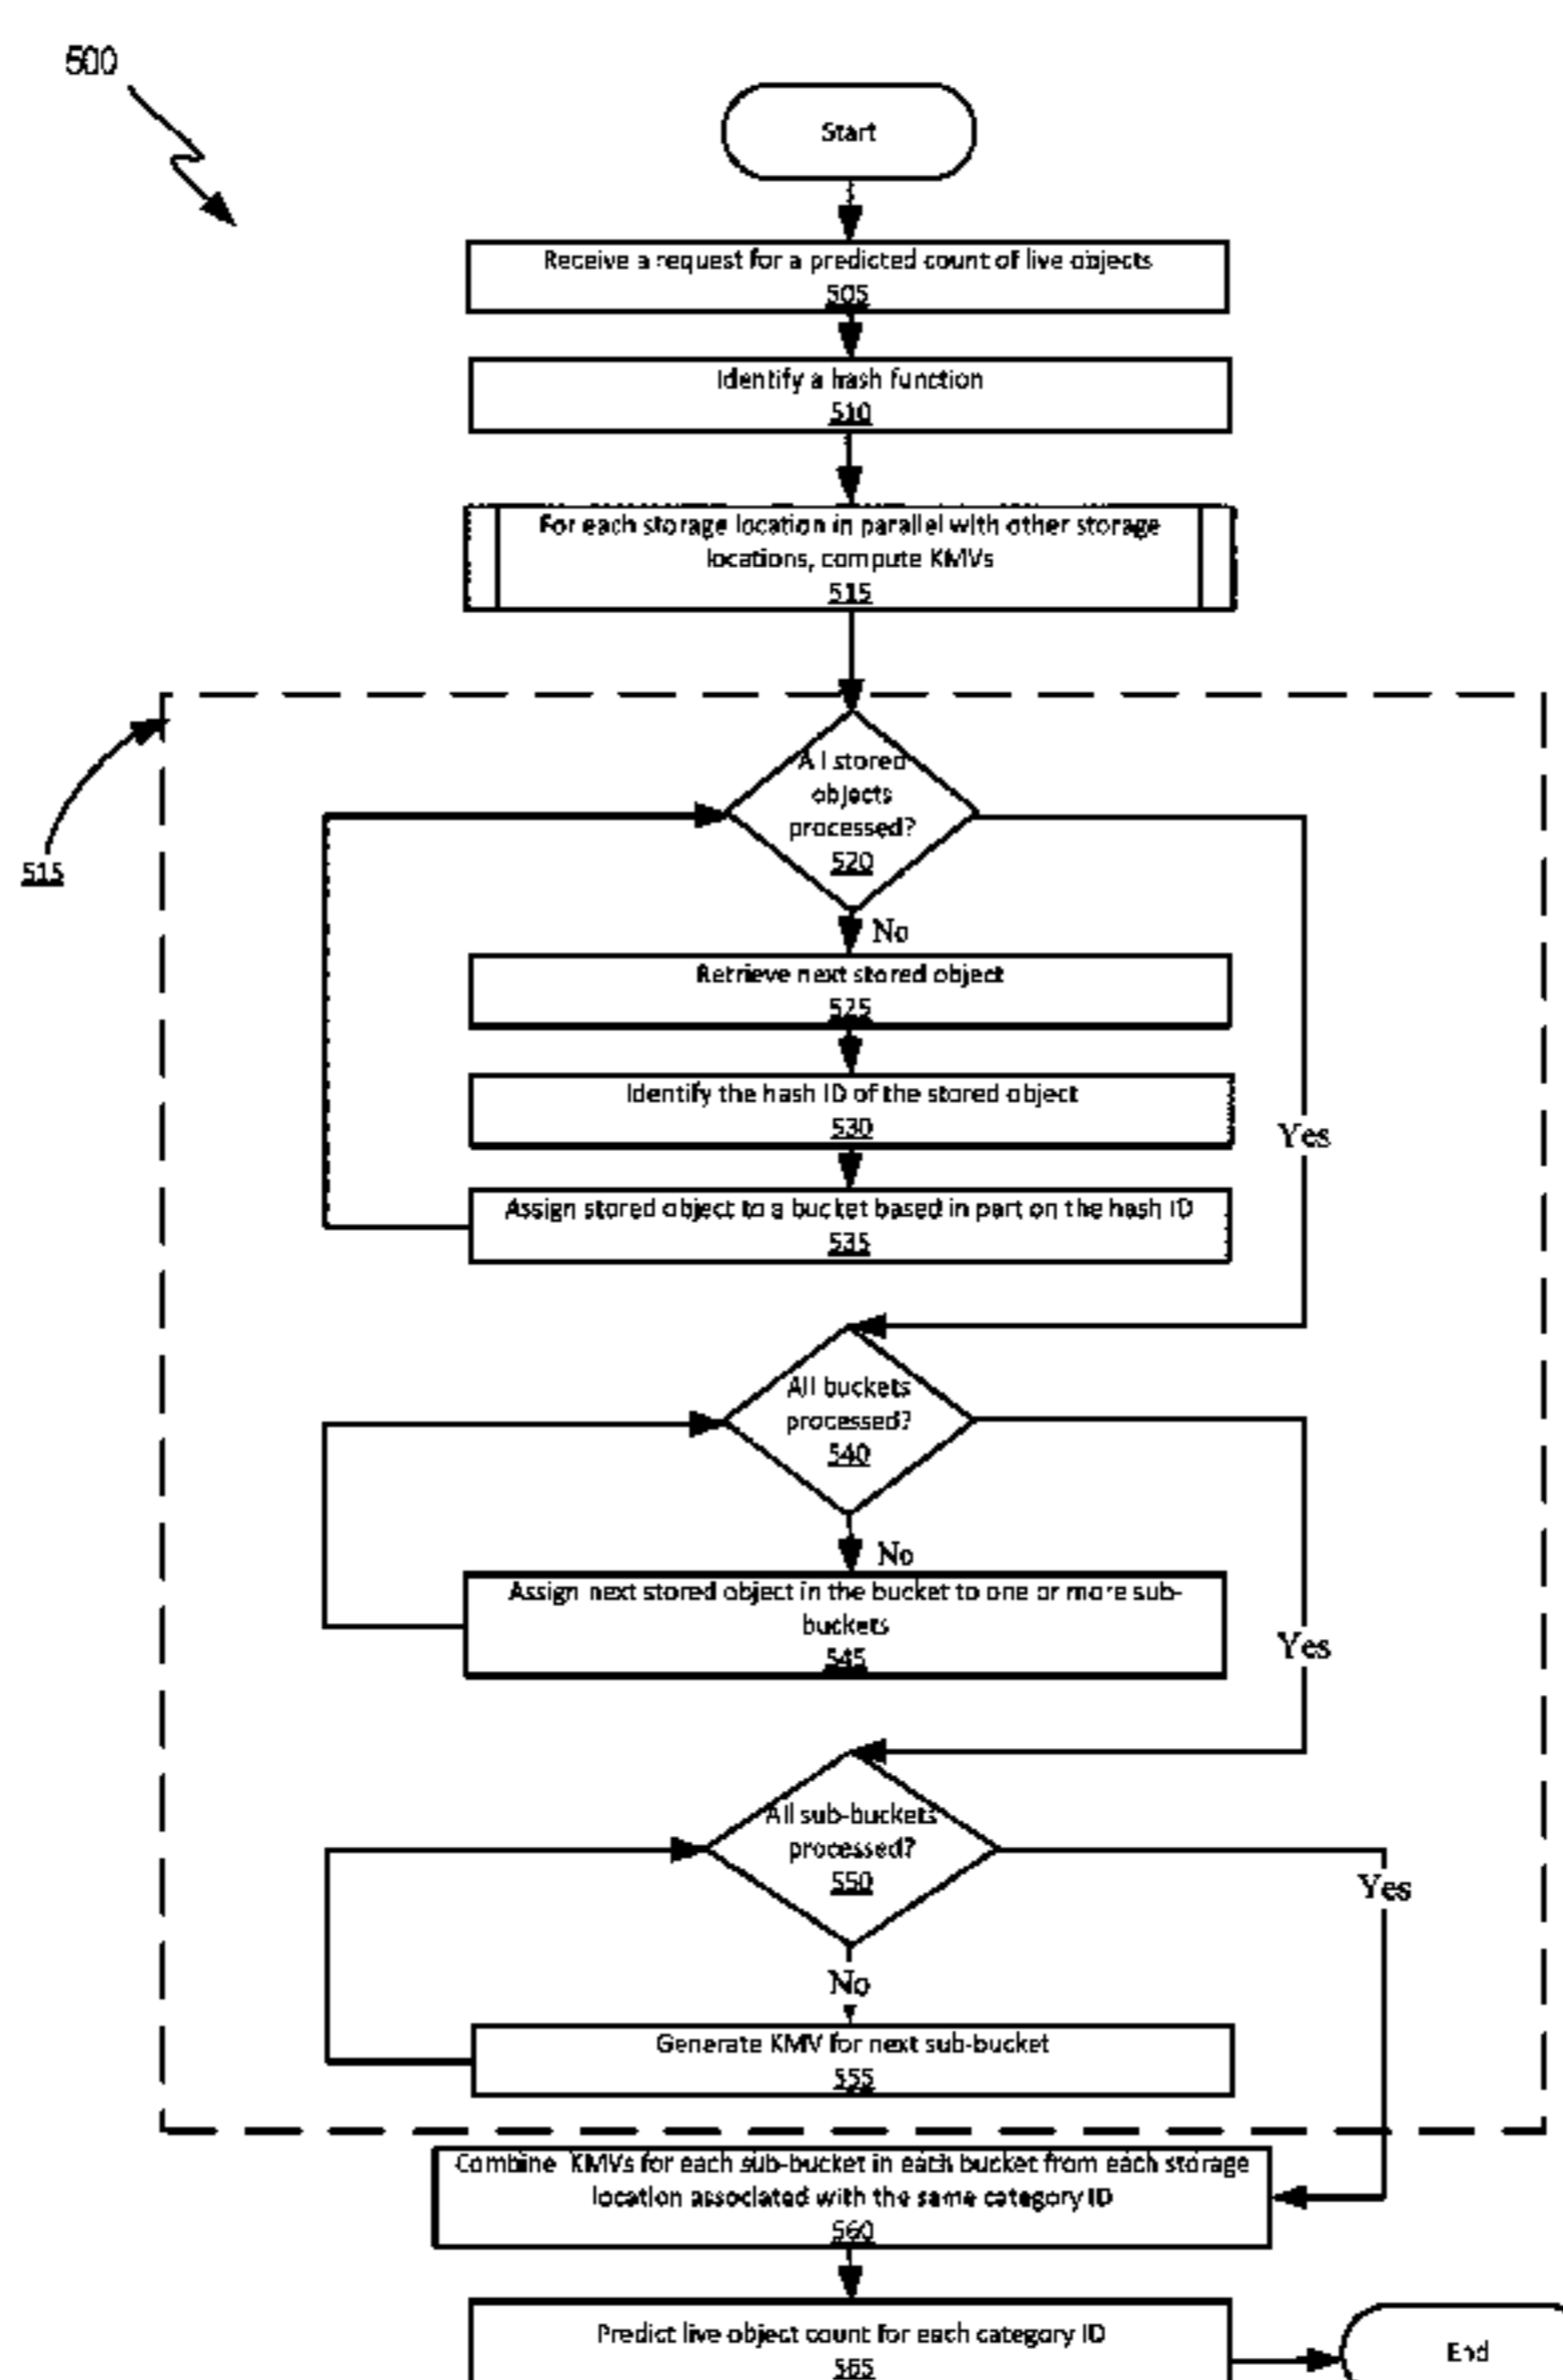 500
Start
Receive a request for a predicted count of live objects
505
Identify a hash function
510
For each storage location in parallel with other storage
locations, compute KMVs
515
All stored
objects
processed?
520
515
No
Retrieve next stored object
525
Identify the hash ID of the stored object
530
Yes
Assign stored object to a bucket based in part on the hash ID
535
All buckets
processed?
540
No
Assign next stored object in the bucket to one or more sub-
buckets
545
Yes
All sub-buckets
processed?
550
Yes
No
Generate KMV for next sub-bucket
555
Combine KMVs for each sub-bucket in each bucket from each storage
location associated with the same category ID
560
Predict live object count for each category ID
565
End